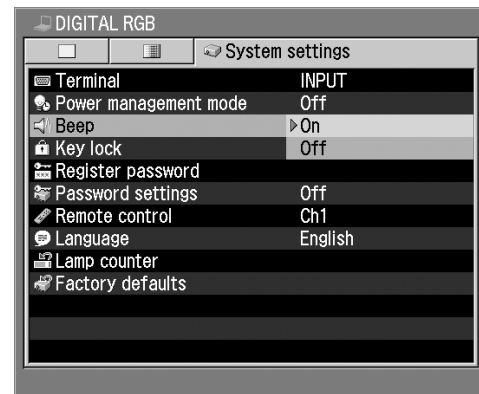 DIGITAL RGB
System settings
Terminal INPUT
Power management mode Off
Beep On
Key lock Off
Register password
Password settings Off
Remote control Ch1
Language English
Lamp counter
Factory defaults